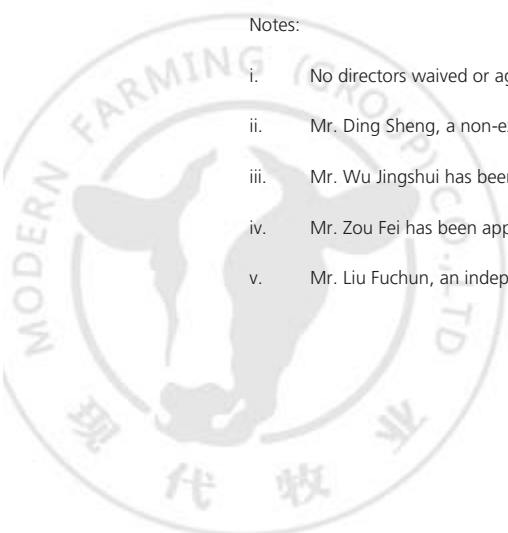 Notes:
i. No directors waived or ag
ii. Mr. Ding Sheng, a non-ex
iii. Mr. Wu Jingshui has been
iv. Mr. Zou Fei has been app
v. Mr. Liu Fuchun, an indep
MODERN FARMING (GROUP) CO., LTD
现代牧业